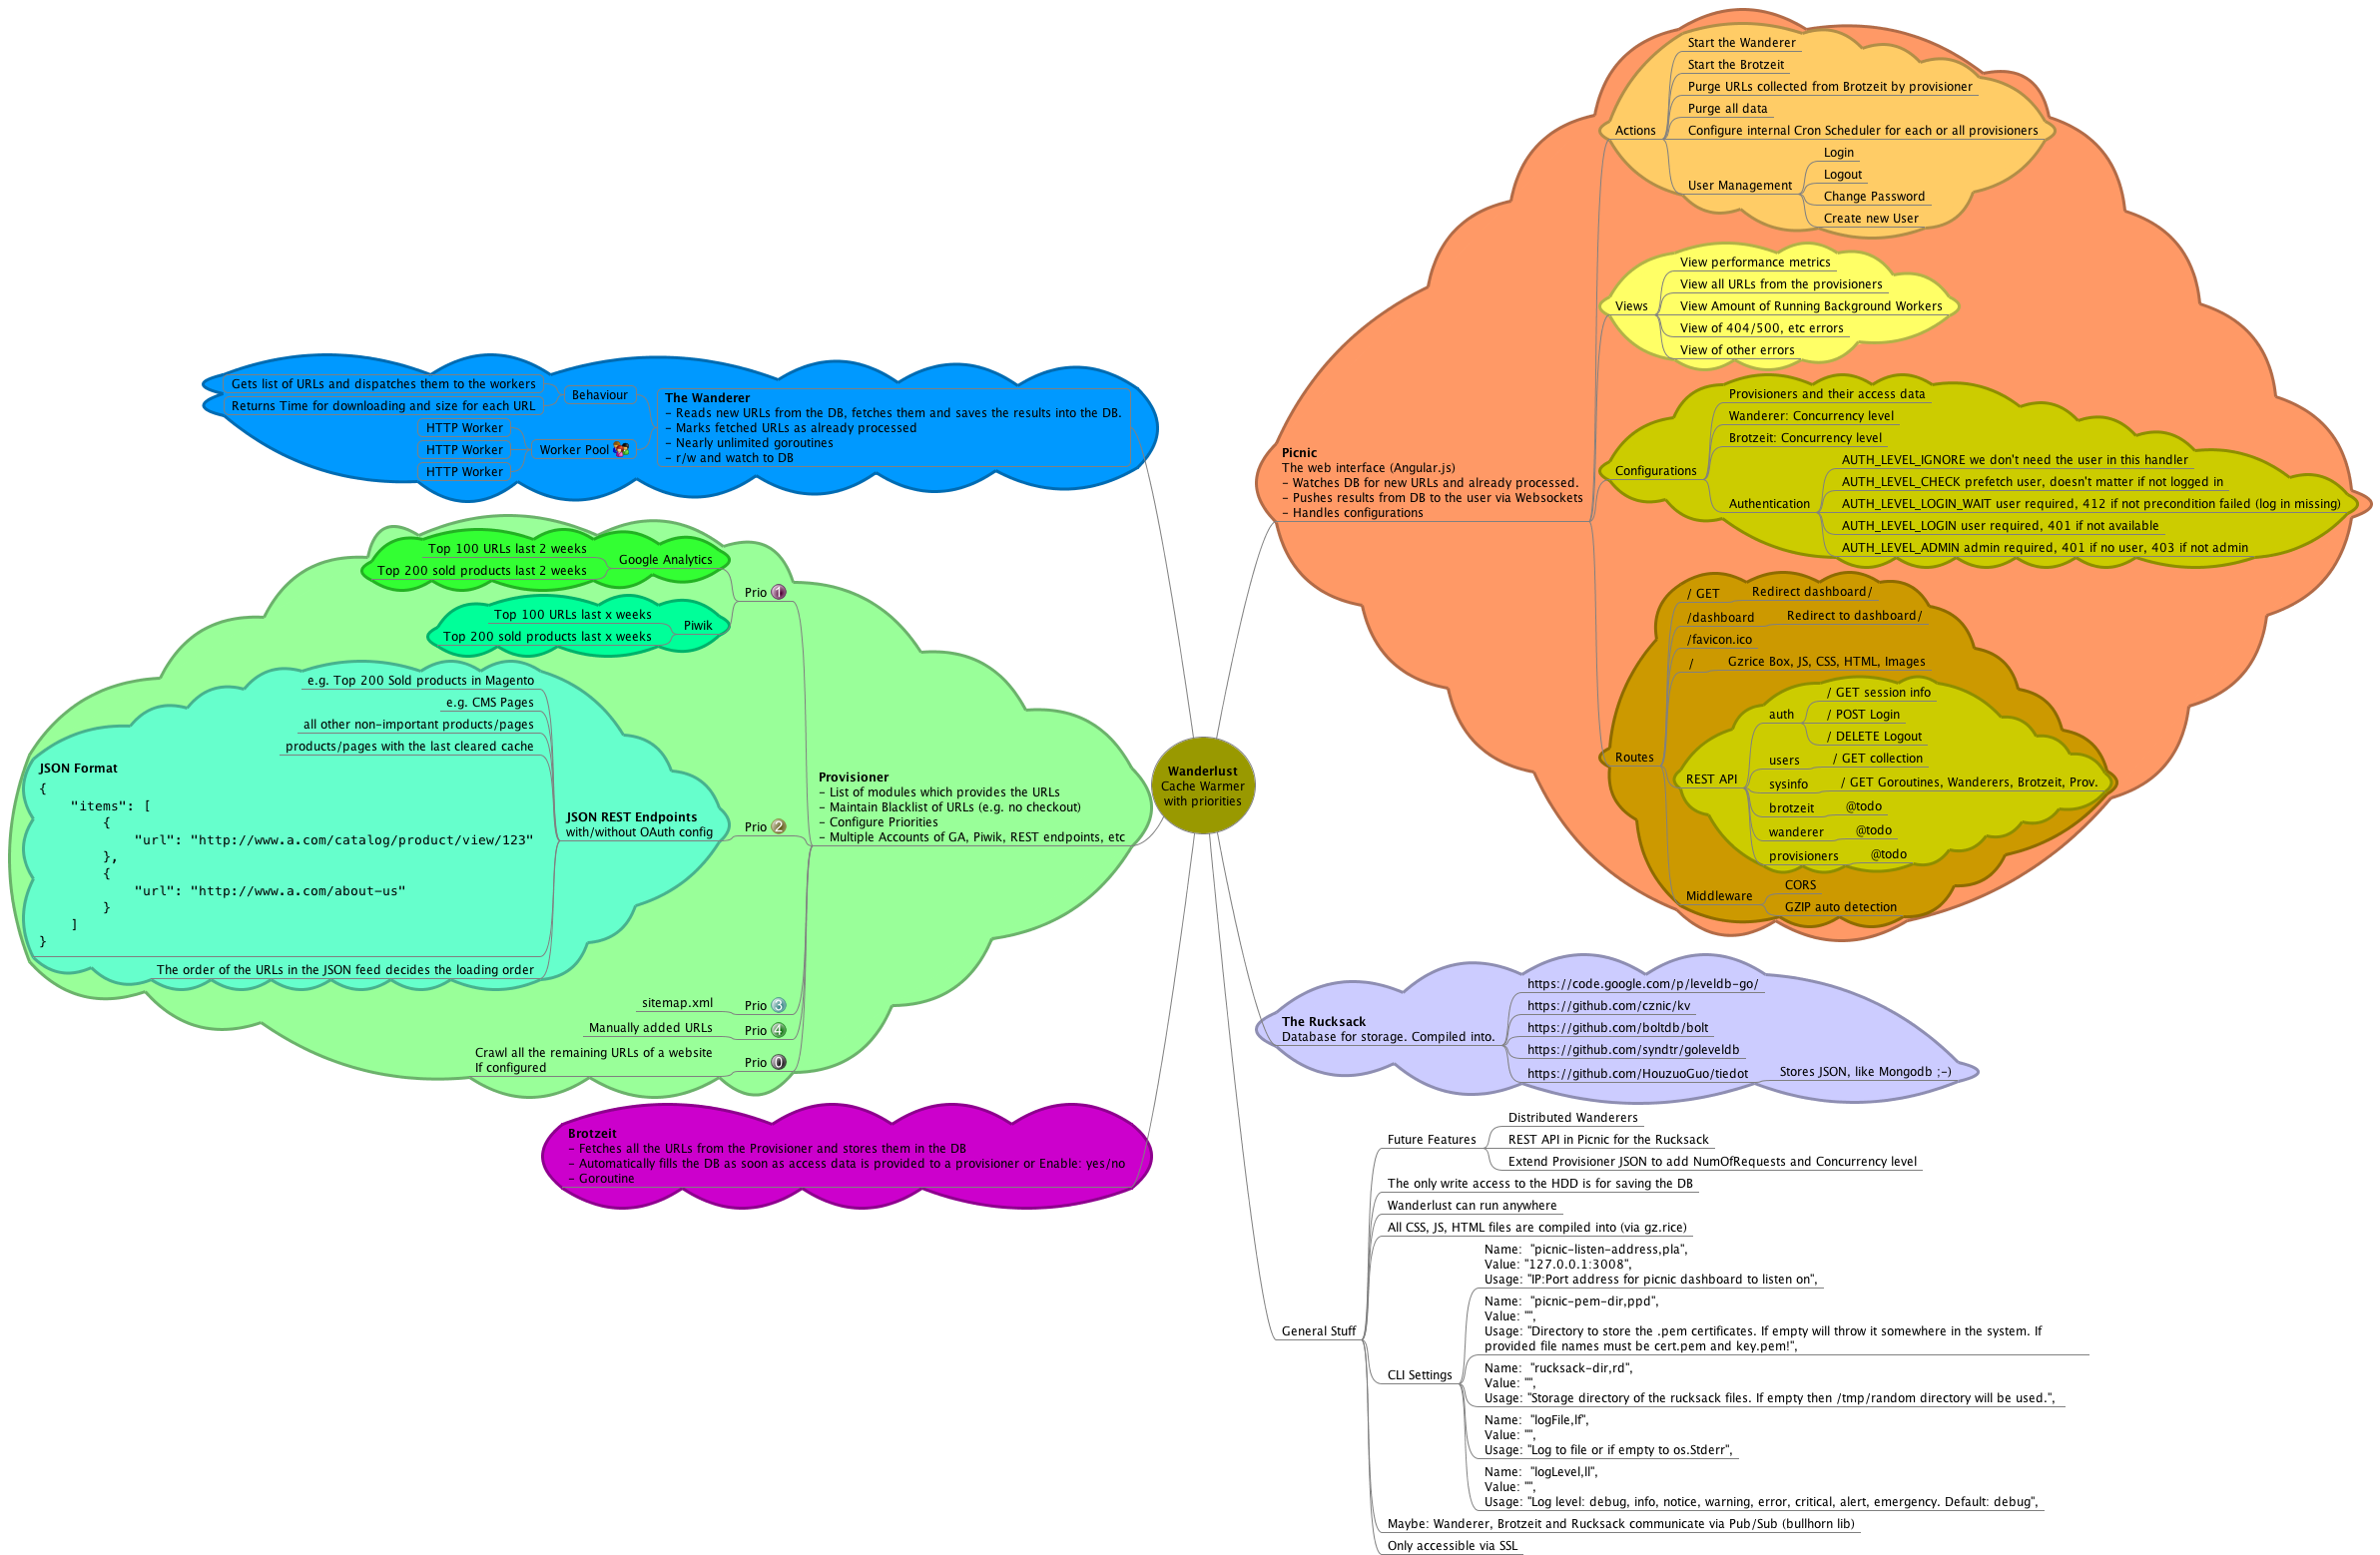 Wanderlust
Cache Warmer
with priorities
The Wanderer
- Reads new URLs from the DB, fetches them and saves the results into the DB.
- Marks fetched URLs as already processed
- Nearly unlimited goroutines
- r/w and watch to DB
Behaviour
Gets list of URLs and dispatches them to the workers
Returns Time for downloading and size for each URL
Worker Pool
HTTP Worker
HTTP Worker
HTTP Worker
Provisioner
- List of modules which provides the URLs
- Maintain Blacklist of URLs (e.g. no checkout)
- Configure Priorities
- Multiple Accounts of GA, Piwik, REST endpoints, etc
Prio 1
Google Analytics
Top 100 URLs last 2 weeks
Top 200 sold products last 2 weeks
Piwik
Top 100 URLs last x weeks
Top 200 sold products last x weeks
Prio 2
JSON REST Endpoints
with/without OAuth config
e.g. Top 200 Sold products in Magento
e.g. CMS Pages
all other non-important products/pages
products/pages with the last cleared cache
JSON Format
{
"items": [
{
"url": "http://www.a.com/catalog/product/view/123"
},
{
"url": "http://www.a.com/about-us"
}
]
}
The order of the URLs in the JSON feed decides the loading order
Prio 3
sitemap.xml
Prio 4
Manually added URLs
Prio 0
Crawl all the remaining URLs of a website
If configured
Brotzeit
- Fetches all the URLs from the Provisioner and stores them in the DB
- Automatically fills the DB as soon as access data is provided to a provisioner or Enable: yes/no
- Goroutine
Picnic
The web interface (Angular.js)
- Watches DB for new URLs and already processed.
- Pushes results from DB to the user via Websockets
- Handles configurations
Actions
Start the Wanderer
Start the Brotzeit
Purge URLs collected from Brotzeit by provisioner
Purge all data
Configure internal Cron Scheduler for each or all provisioners
User Management
Login
Logout
Change Password
Create new User
Views
View performance metrics
View all URLs from the provisioners
View Amount of Running Background Workers
View of 404/500, etc errors
View of other errors
Configurations
Provisioners and their access data
Wanderer: Concurrency level
Brotzeit: Concurrency level
Authentication
AUTH_LEVEL_IGNORE we don't need the user in this handler
AUTH_LEVEL_CHECK prefetch user, doesn't matter if not logged in
AUTH_LEVEL_LOGIN_WAIT user required, 412 if not precondition failed (log in missing)
AUTH_LEVEL_LOGIN user required, 401 if not available
AUTH_LEVEL_ADMIN admin required, 401 if no user, 403 if not admin
Routes
/ GET
Redirect dashboard/
/dashboard
Redirect to dashboard/
/favicon.ico
/
Gzrice Box, JS, CSS, HTML, Images
REST API
auth
/ GET session info
/ POST Login
/ DELETE Logout
users
/ GET collection
sysinfo
/ GET Goroutines, Wanderers, Brotzeit, Prov.
brotzeit
@todo
wanderer
@todo
provisioners
@todo
Middleware
CORS
GZIP auto detection
The Rucksack
Database for storage. Compiled into.
https://code.google.com/p/leveldb-go/
https://github.com/cznic/kv
https://github.com/boltdb/bolt
https://github.com/syndtr/goleveldb
https://github.com/HouzuoGuo/tiedot
Stores JSON, like Mongodb ;-)
General Stuff
Future Features
Distributed Wanderers
REST API in Picnic for the Rucksack
Extend Provisioner JSON to add NumOfRequests and Concurrency level
The only write access to the HDD is for saving the DB
Wanderlust can run anywhere
All CSS, JS, HTML files are compiled into (via gz.rice)
CLI Settings
Name: "picnic-listen-address,pla",
Value: "127.0.0.1:3008",
Usage: "IP:Port address for picnic dashboard to listen on",
Name: "picnic-pem-dir,ppd",
Value: "",
Usage: "Directory to store the .pem certificates. If empty will throw it somewhere in the system. If
provided file names must be cert.pem and key.pem!",
Name: "rucksack-dir,rd",
Value: "",
Usage: "Storage directory of the rucksack files. If empty then /tmp/random directory will be used.",
Name: "logFile,lf",
Value: "",
Usage: "Log to file or if empty to os.Stderr",
Name: "logLevel,ll",
Value: "",
Usage: "Log level: debug, info, notice, warning, error, critical, alert, emergency. Default: debug",
Maybe: Wanderer, Brotzeit and Rucksack communicate via Pub/Sub (bullhorn lib)
Only accessible via SSL